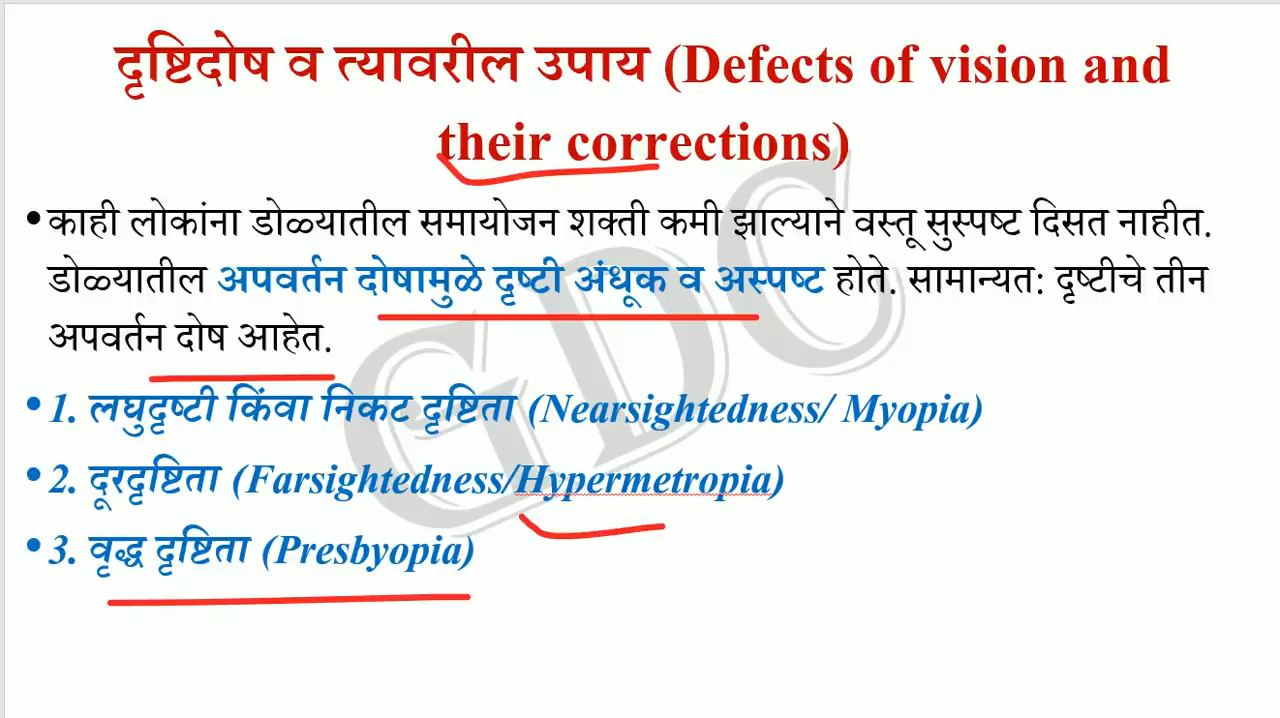 दृष्टिदोष व त्यावरील उपाय (Defects of vision and
their corrections)
• काही लोकांना डोळ्यातील समायोजन शक्ती कमी झाल्याने वस्तू सुस्पष्ट दिसत नाहीत.
डोळ्यातील अपवर्तन दोषामुळे दृष्टी अंधूक व अस्पष्ट होते. सामान्यत: दृष्टीचे तीन
अपवर्तन दोष आहेत.
• 1. लघुदृष्टी किंवा निकट दृष्टिता (Nearsightedness/ Myopia)
• 2. दूरदृष्टिता (Farsightedness/Hypermetropia)
• 3. वृद्ध दृष्टिता (Presbyopia)
GDC